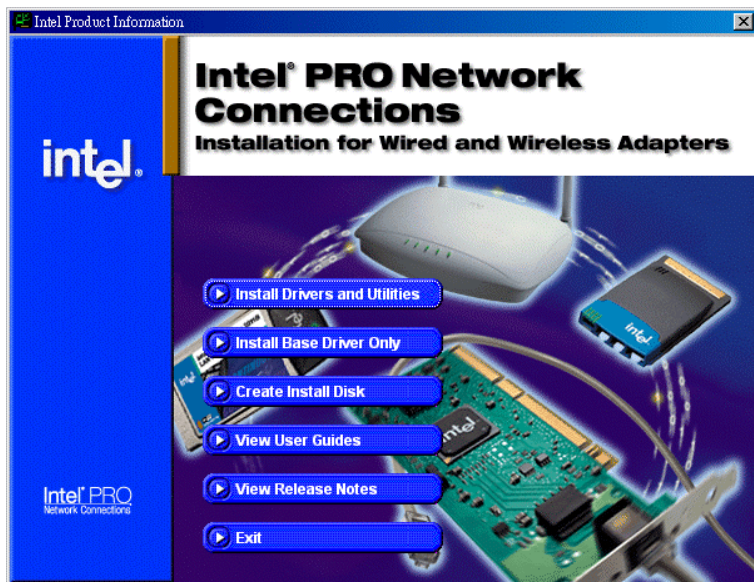 Intel Product Information
Intel® PRO Network
Connections
Installation for Wired and Wireless Adapters
intel®
Install Drivers and Utilities
Install Base Driver Only
Create Install Disk
View User Guides
View Release Notes
Exit
Intel® PRO
Network Connections
intel
intel